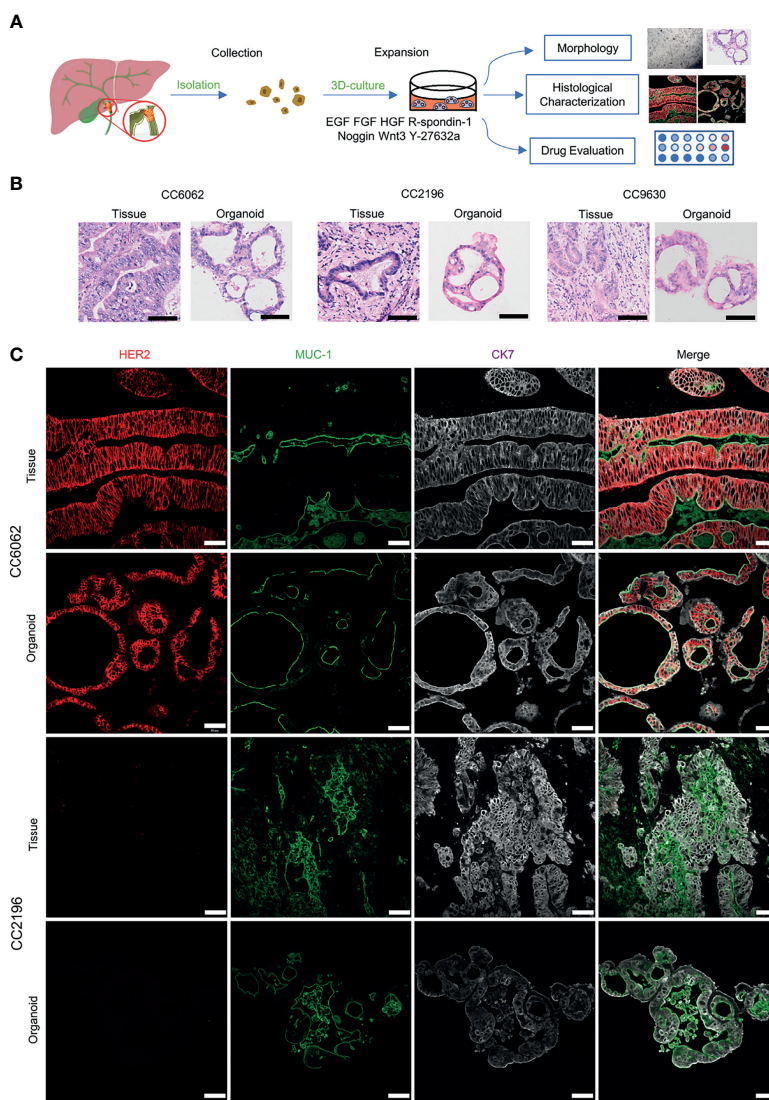 A
Collection
Expansion
Isolation
3D-culture
EGF FGF HGF R-spondin-1
Noggin Wnt3 Y-27632a
Morphology
Histological
Characterization
Drug Evaluation
B
CC6062
CC2196
CC9630
Tissue
Organoid
Tissue
Organoid
Tissue
Organoid
C
HER2
MUC-1
CK7
Merge
CC6062
Tissue
Organoid
CC2196
Tissue
Organoid